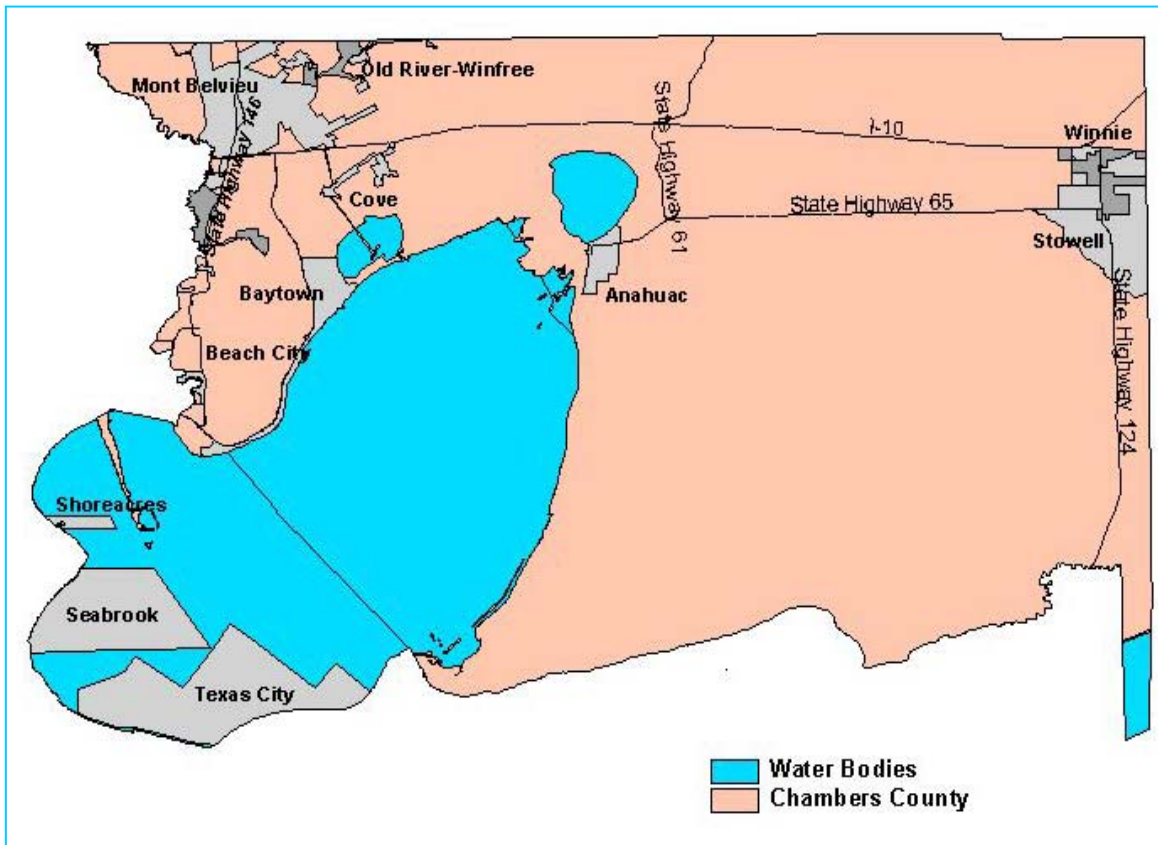 Mont Belvieu
Old River-Winfree
State Highway 146
State Highway 61
I-10
Winnie
Cove
State Highway 65
Stowell
Baytown
Anahuac
Beach City
State Highway 124
Shoreacres
Seabrook
Texas City
Water Bodies
Chambers County